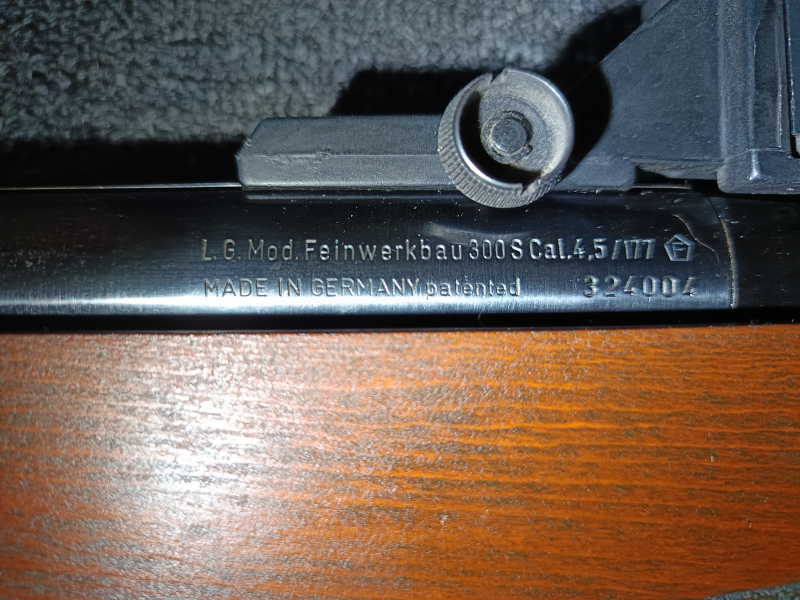 L.G. Mod. Feinwerkbau 300 S Cal. 4,5/177 F
MADE IN GERMANY patented 324004